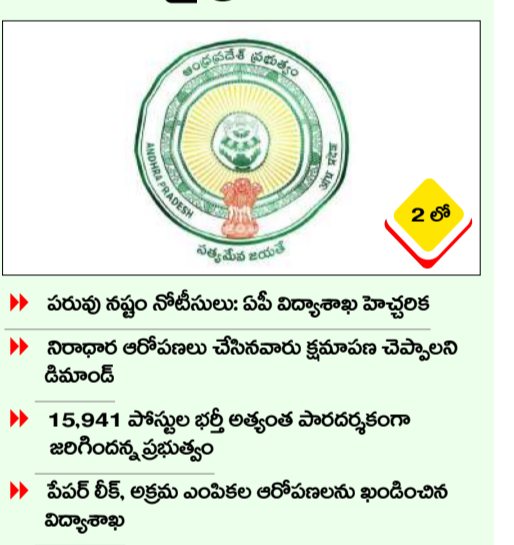 ఆంధ్రప్రదేశ్ ప్రభుత్వం
ANDHRA PRADESH
आंध्र प्रदेश
సత్యమేవ జయతే
2 లో
పరువు నష్టం నోటీసులు: ఏపీ విద్యాశాఖ హెచ్చరిక
నిరాధార ఆరోపణలు చేసినవారు క్షమాపణ చెప్పాలని
డిమాండ్
15,941 పోస్టుల భర్తీ అత్యంత పారదర్శకంగా
జరిగిందన్న ప్రభుత్వం
పేపర్ లీక్, అక్రమ ఎంపికల ఆరోపణలను ఖండించిన
విద్యాశాఖ